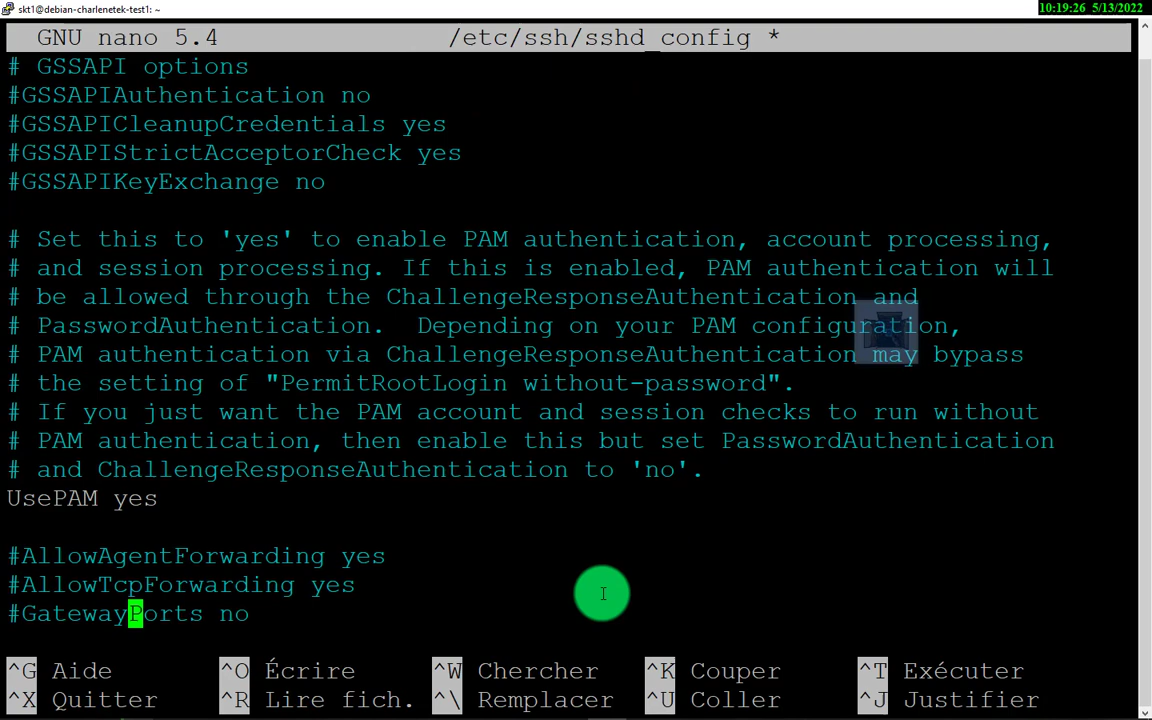 skt1@debian-charlenetek-test1: ~
10:19:26 5/13/2022
GNU nano 5.4 /etc/ssh/sshd_config *
# GSSAPI options
#GSSAPIAuthentication no
#GSSAPICleanupCredentials yes
#GSSAPIStrictAcceptorCheck yes
#GSSAPIKeyExchange no
# Set this to 'yes' to enable PAM authentication, account processing,
# and session processing. If this is enabled, PAM authentication will
# be allowed through the ChallengeResponseAuthentication and
# PasswordAuthentication.  Depending on your PAM configuration,
# PAM authentication via ChallengeResponseAuthentication may bypass
# the setting of "PermitRootLogin without-password".
# If you just want the PAM account and session checks to run without
# PAM authentication, then enable this but set PasswordAuthentication
# and ChallengeResponseAuthentication to 'no'.
UsePAM yes
#AllowAgentForwarding yes
#AllowTcpForwarding yes
#GatewayPorts no
^G Aide ^O Écrire ^W Chercher ^K Couper ^T Exécuter
^X Quitter ^R Lire fich. ^\ Remplacer ^U Coller ^J Justifier